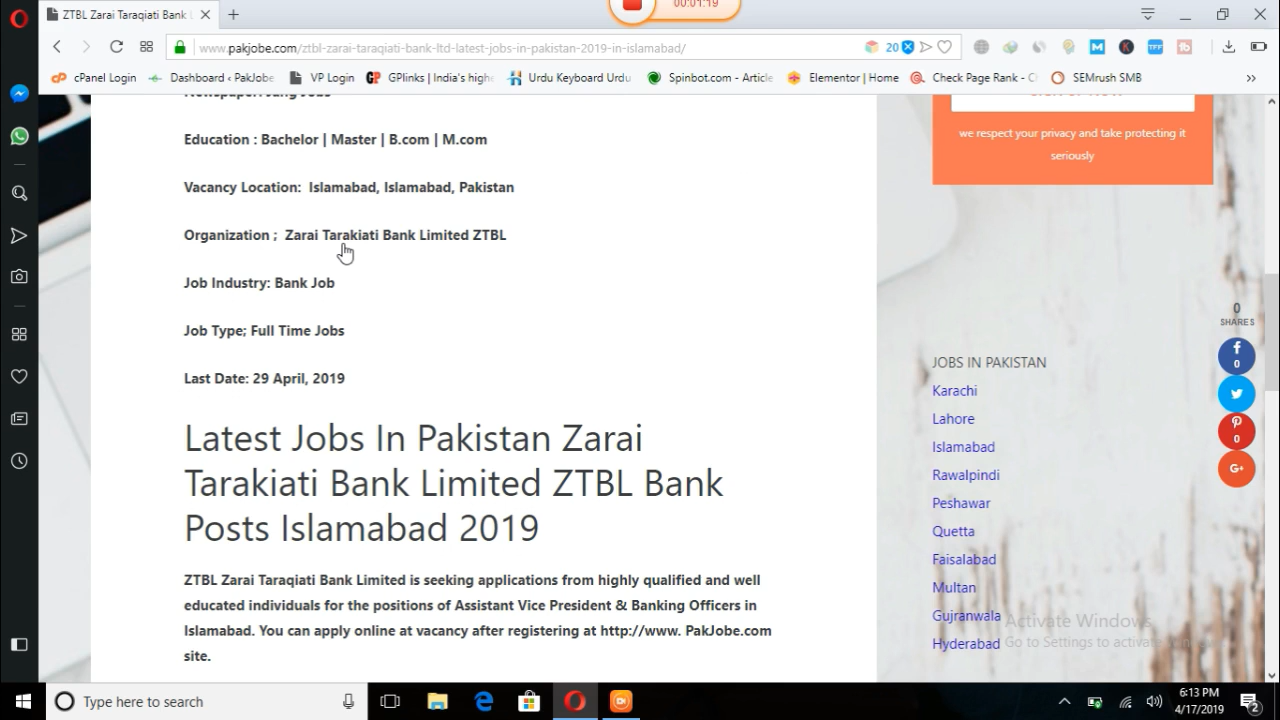 00:01:19
ZTBL Zarai Taraqiati Bank L
www.pakjobe.com/ztbl-zarai-taraqiati-bank-ltd-latest-jobs-in-pakistan-2019-in-islamabad/
20
cPanel Login
Dashboard ‹ PakJobe
VP Login
GPlinks | India's highe
Urdu Keyboard Urdu
Spinbot.com - Article
Elementor | Home
Check Page Rank - C
SEMrush SMB
Newspaper: Jang Jobs
Education : Bachelor | Master | B.com | M.com
Vacancy Location: Islamabad, Islamabad, Pakistan
Organization ; Zarai Tarakiati Bank Limited ZTBL
Job Industry: Bank Job
Job Type; Full Time Jobs
Last Date: 29 April, 2019
Latest Jobs In Pakistan Zarai
Tarakiati Bank Limited ZTBL Bank
Posts Islamabad 2019
ZTBL Zarai Taraqiati Bank Limited is seeking applications from highly qualified and well
educated individuals for the positions of Assistant Vice President & Banking Officers in
Islamabad. You can apply online at vacancy after registering at http://www. PakJobe.com
site.
we respect your privacy and take protecting it
seriously
JOBS IN PAKISTAN
Karachi
Lahore
Islamabad
Rawalpindi
Peshawar
Quetta
Faisalabad
Multan
Gujranwala
Hyderabad
0
SHARES
0
0
G+
Activate Windows
Go to Settings to activate
Type here to search
6:13 PM
4/17/2019
2